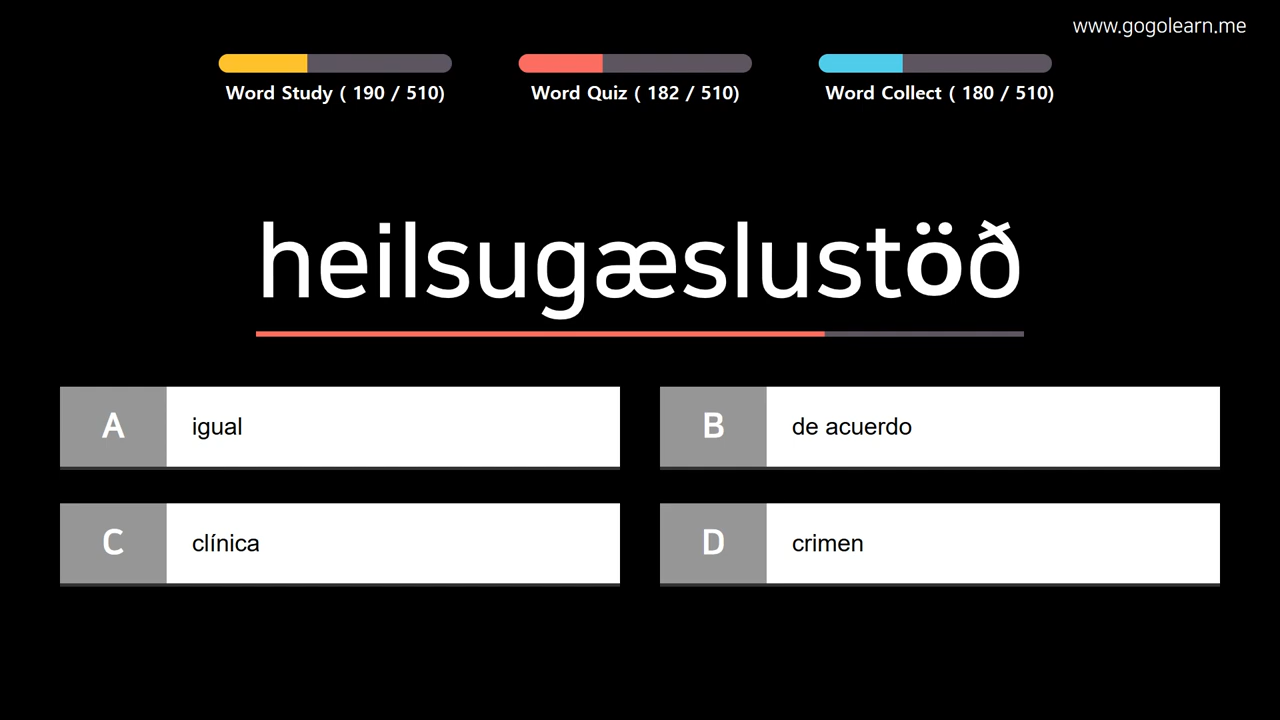 www.gogolearn.me
Word Study ( 190 / 510)
Word Quiz ( 182 / 510)
Word Collect ( 180 / 510)
heilsugæslustöð
A igual
B de acuerdo
C clínica
D crimen